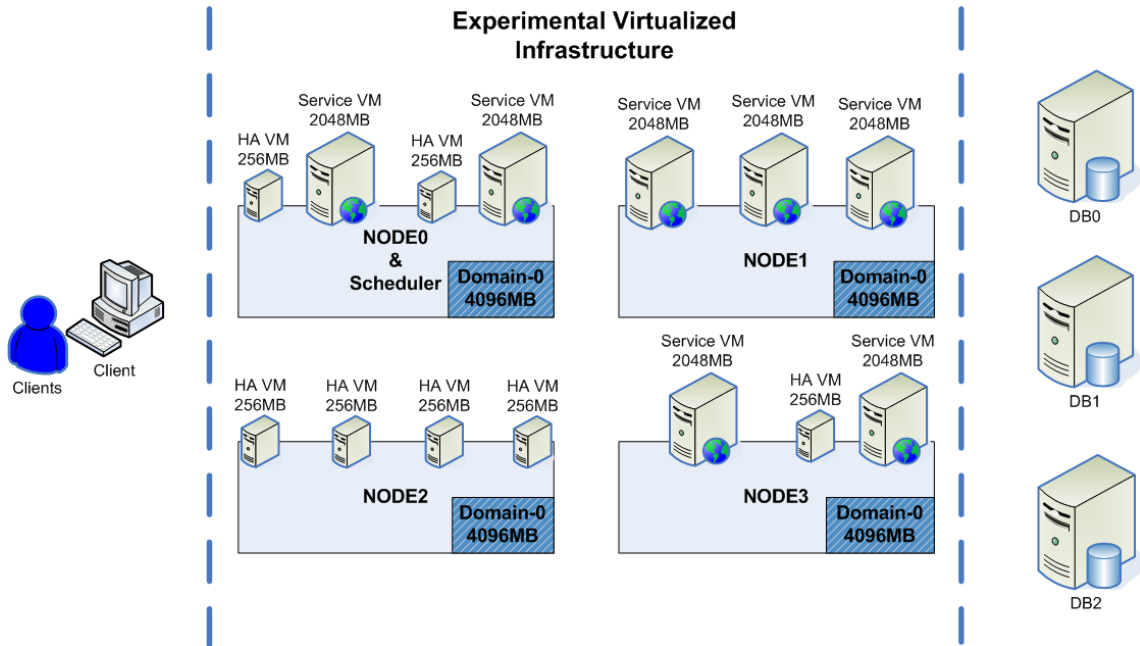 Experimental Virtualized
Infrastructure
Service VM
2048MB
Service VM
2048MB
HA VM
256MB
HA VM
256MB
NODE0
&
Scheduler
Domain-0
4096MB
Service VM
2048MB
Service VM
2048MB
Service VM
2048MB
NODE1
Domain-0
4096MB
DB0
Clients
Client
HA VM
256MB
HA VM
256MB
HA VM
256MB
HA VM
256MB
NODE2
Domain-0
4096MB
Service VM
2048MB
HA VM
256MB
Service VM
2048MB
NODE3
Domain-0
4096MB
DB1
DB2